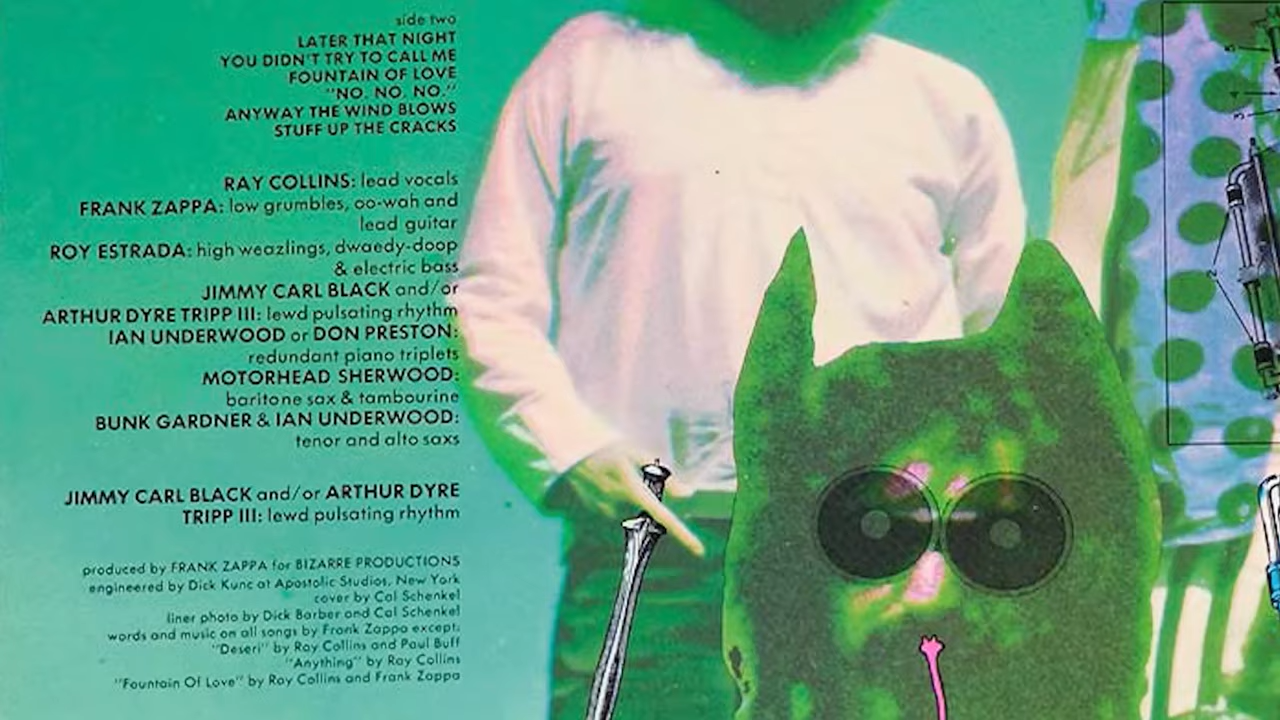 side two
LATER THAT NIGHT
YOU DIDN'T TRY TO CALL ME
FOUNTAIN OF LOVE
"NO. NO. NO."
ANYWAY THE WIND BLOWS
STUFF UP THE CRACKS
RAY COLLINS: lead vocals
FRANK ZAPPA: low grumbles, oo-wah and
lead guitar
ROY ESTRADA: high weazlings, dwaedy-doop
& electric bass
JIMMY CARL BLACK and/or
ARTHUR DYRE TRIPP III: lewd pulsating rhythm
IAN UNDERWOOD or DON PRESTON:
redundant piano triplets
MOTORHEAD SHERWOOD:
baritone sax & tambourine
BUNK GARDNER & IAN UNDERWOOD:
tenor and alto saxs
JIMMY CARL BLACK and/or ARTHUR DYRE
TRIPP III: lewd pulsating rhythm
produced by FRANK ZAPPA for BIZARRE PRODUCTIONS
engineered by Dick Kunc at Apostolic Studios, New York
cover by Cal Schenkel
liner photo by Dick Barber and Cal Schenkel
words and music on all songs by Frank Zappa except:
"Deseri" by Ray Collins and Paul Buff
"Anything" by Ray Collins
"Fountain Of Love" by Ray Collins and Frank Zappa
2